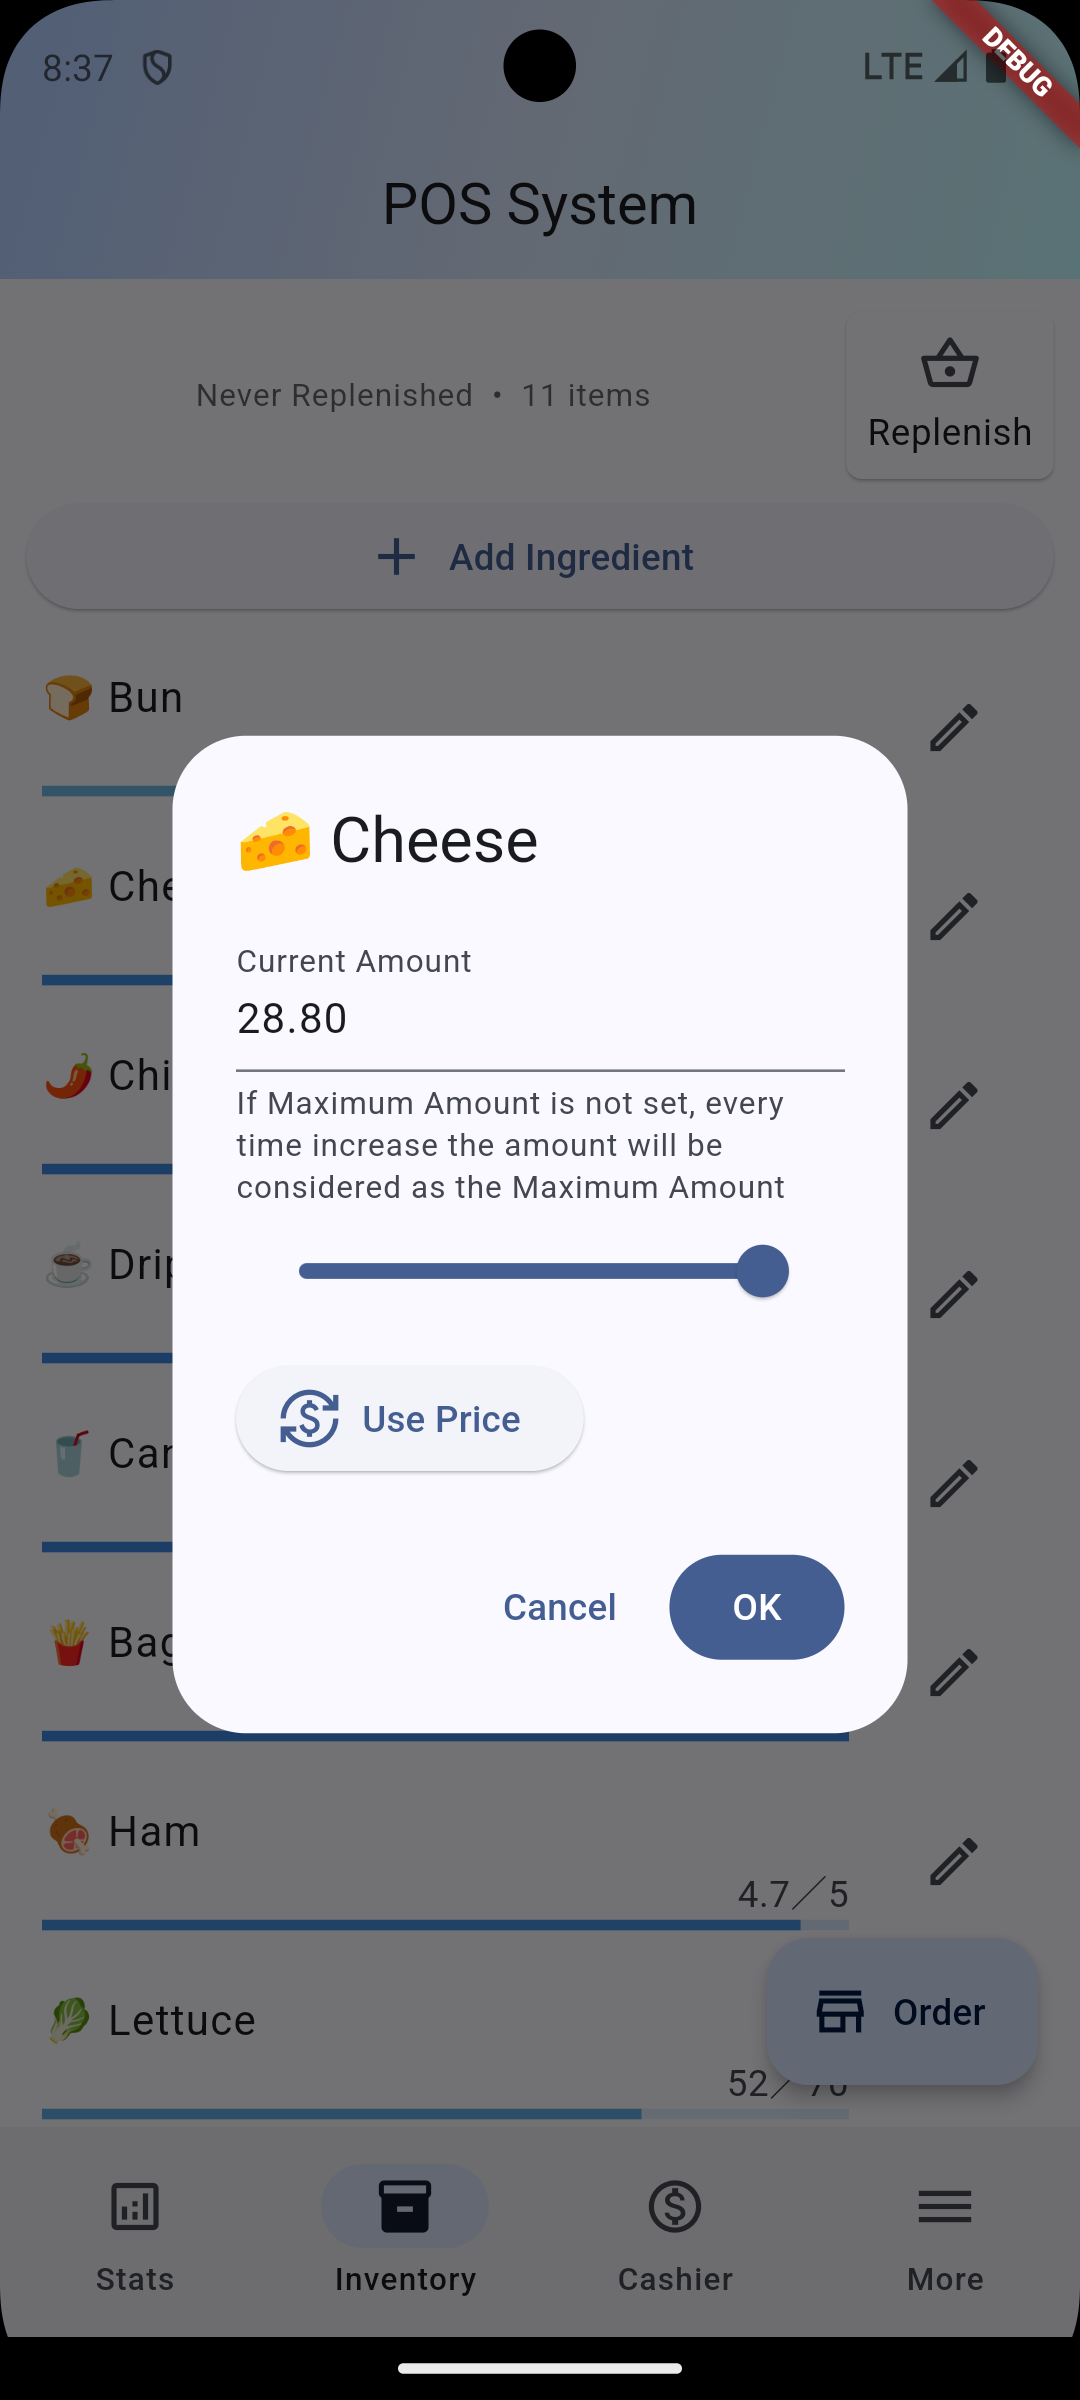 8:37
LTE
DEBUG
POS System
Never Replenished • 11 items
Replenish
Add Ingredient
Bun
Che
Chi
Drip
Car
Bag
Cheese
Current Amount
28.80
If Maximum Amount is not set, every
time increase the amount will be
considered as the Maximum Amount
Use Price
Cancel
OK
Ham
4.7／5
Lettuce
52／70
Order
Stats
Inventory
Cashier
More